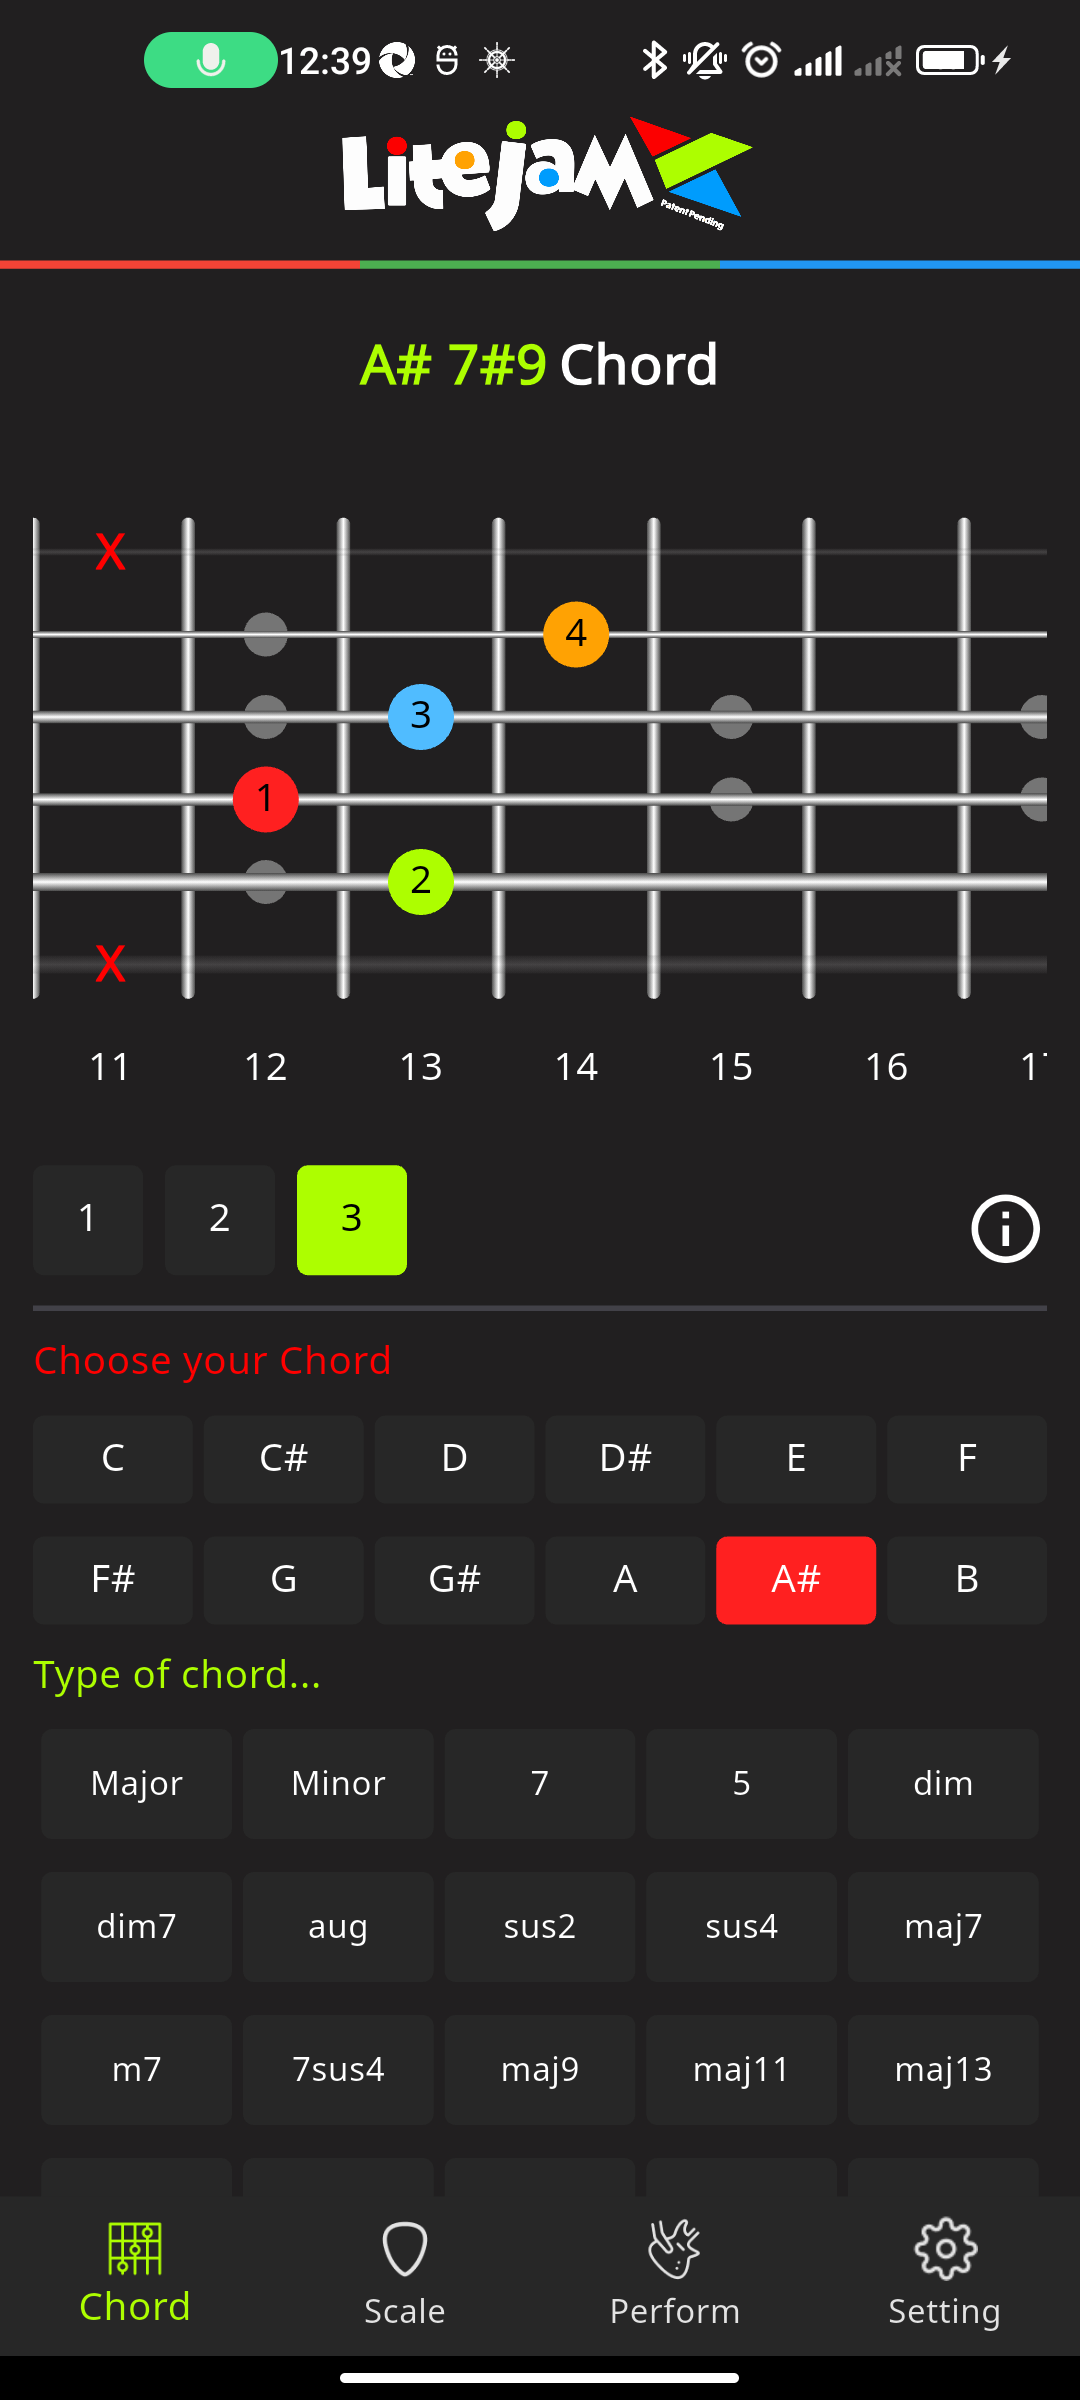 12:39
Litejam
Patent Pending
A# 7#9 Chord
X
4
3
1
2
X
11 12 13 14 15 16
1 2 3
Choose your Chord
C C# D D# E F
F# G G# A A# B
Type of chord...
Major Minor 7 5 dim
dim7 aug sus2 sus4 maj7
m7 7sus4 maj9 maj11 maj13
Chord Scale Perform Setting